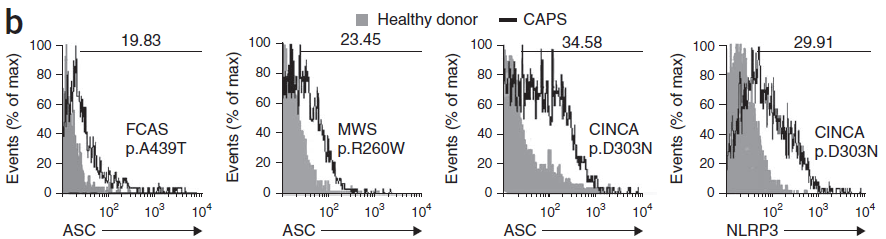 b
Healthy donor
CAPS
Events (% of max)
100
80
60
40
20
0
19.83
FCAS
p.A439T
10²
10³
10⁴
ASC
Events (% of max)
100
80
60
40
20
0
23.45
MWS
p.R260W
10²
10³
10⁴
ASC
Events (% of max)
100
80
60
40
20
0
34.58
CINCA
p.D303N
10²
10³
10⁴
ASC
Events (% of max)
100
80
60
40
20
0
29.91
CINCA
p.D303N
10²
10³
10⁴
NLRP3